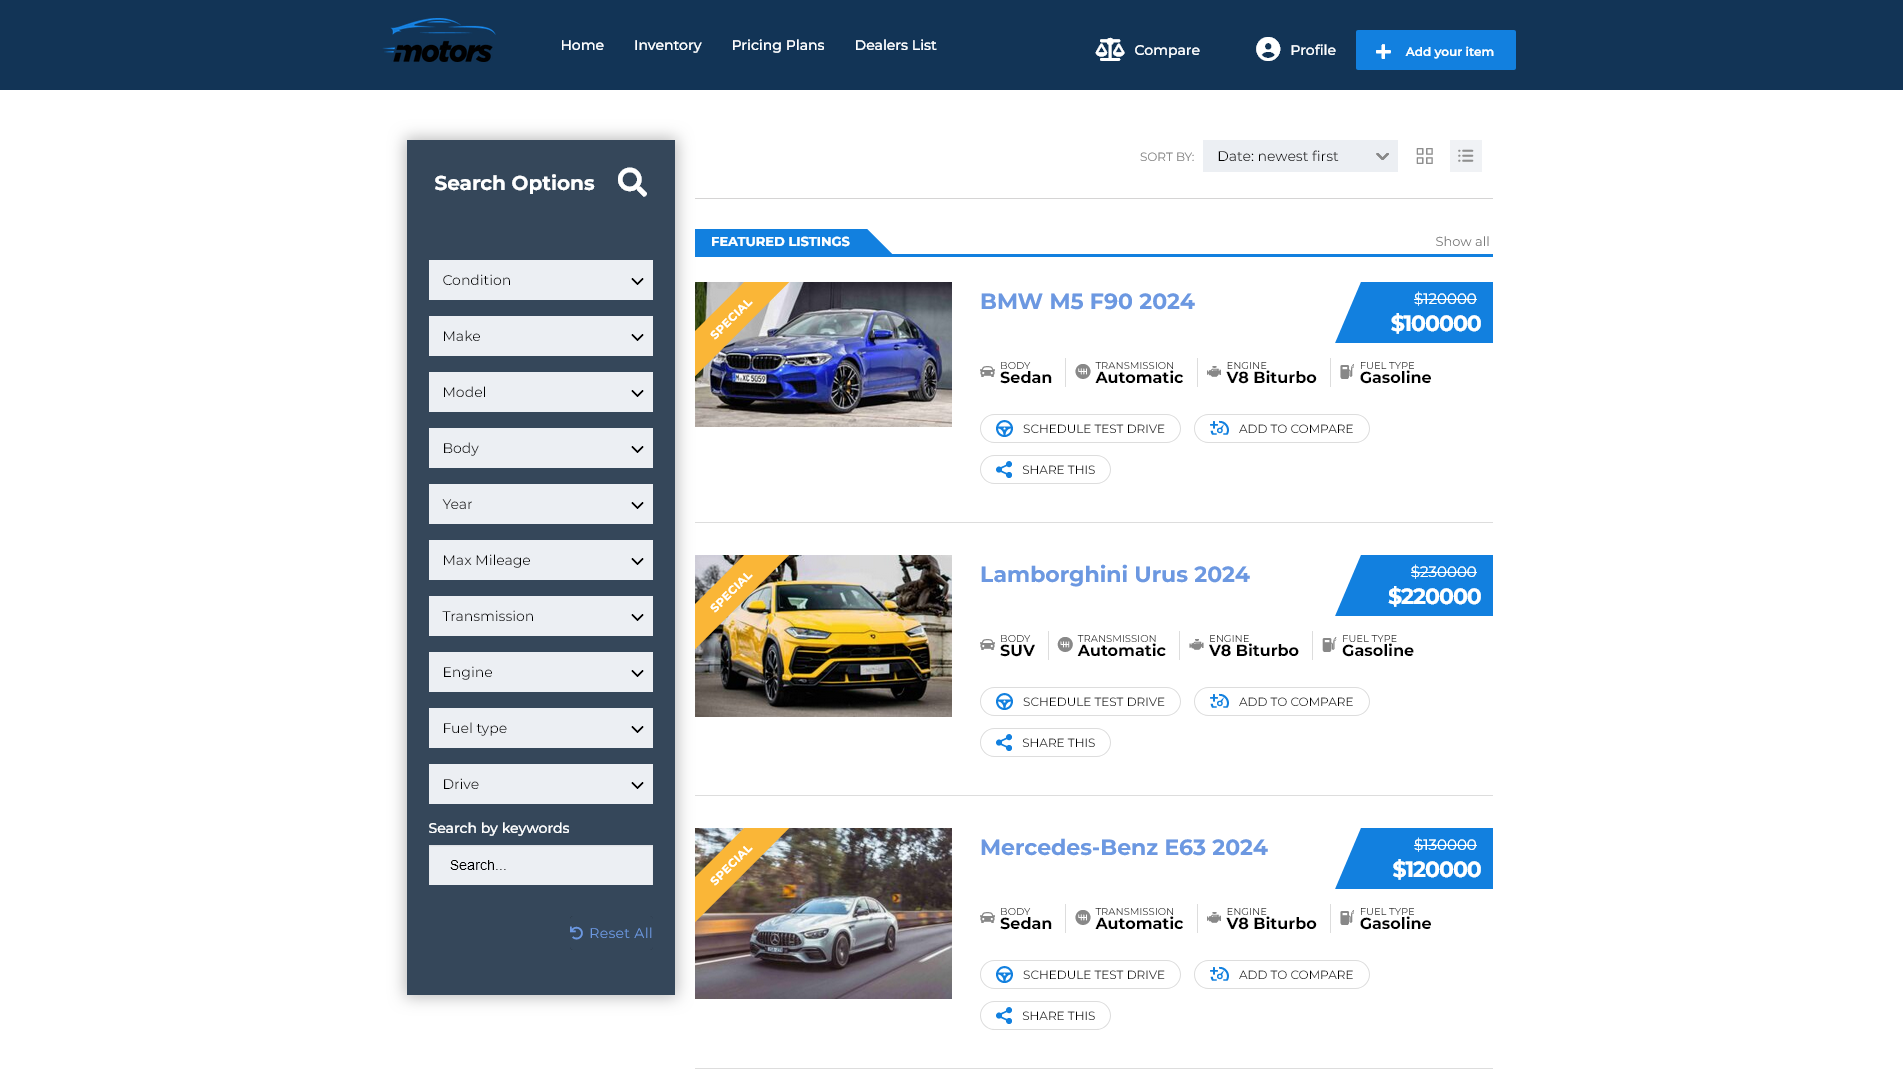 motors
Home
Inventory
Pricing Plans
Dealers List
Compare
Profile
Add your item
Search Options
Condition
Make
Model
Body
Year
Max Mileage
Transmission
Engine
Fuel type
Drive
Search by keywords
Search...
Reset All
SORT BY:
Date: newest first
FEATURED LISTINGS
Show all
SPECIAL
M·XC 5059
BMW M5 F90 2024
$120000
$100000
BODY
Sedan
TRANSMISSION
Automatic
ENGINE
V8 Biturbo
FUEL TYPE
Gasoline
SCHEDULE TEST DRIVE
ADD TO COMPARE
SHARE THIS
SPECIAL
Lamborghini Urus 2024
$230000
$220000
BODY
SUV
TRANSMISSION
Automatic
ENGINE
V8 Biturbo
FUEL TYPE
Gasoline
SCHEDULE TEST DRIVE
ADD TO COMPARE
SHARE THIS
SPECIAL
Mercedes-Benz E63 2024
$130000
$120000
BODY
Sedan
TRANSMISSION
Automatic
ENGINE
V8 Biturbo
FUEL TYPE
Gasoline
SCHEDULE TEST DRIVE
ADD TO COMPARE
SHARE THIS